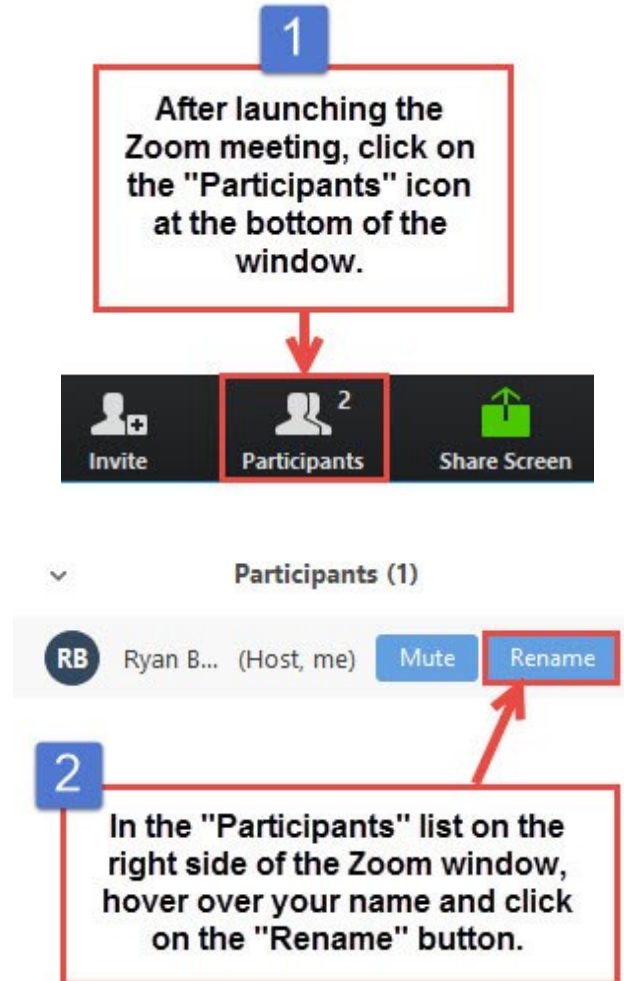 1
After launching the
Zoom meeting, click on
the "Participants" icon
at the bottom of the
window.
2
Invite
Participants
Share Screen
Participants (1)
RB
Ryan B... (Host, me)
Mute
Rename
2
In the "Participants" list on the
right side of the Zoom window,
hover over your name and click
on the "Rename" button.